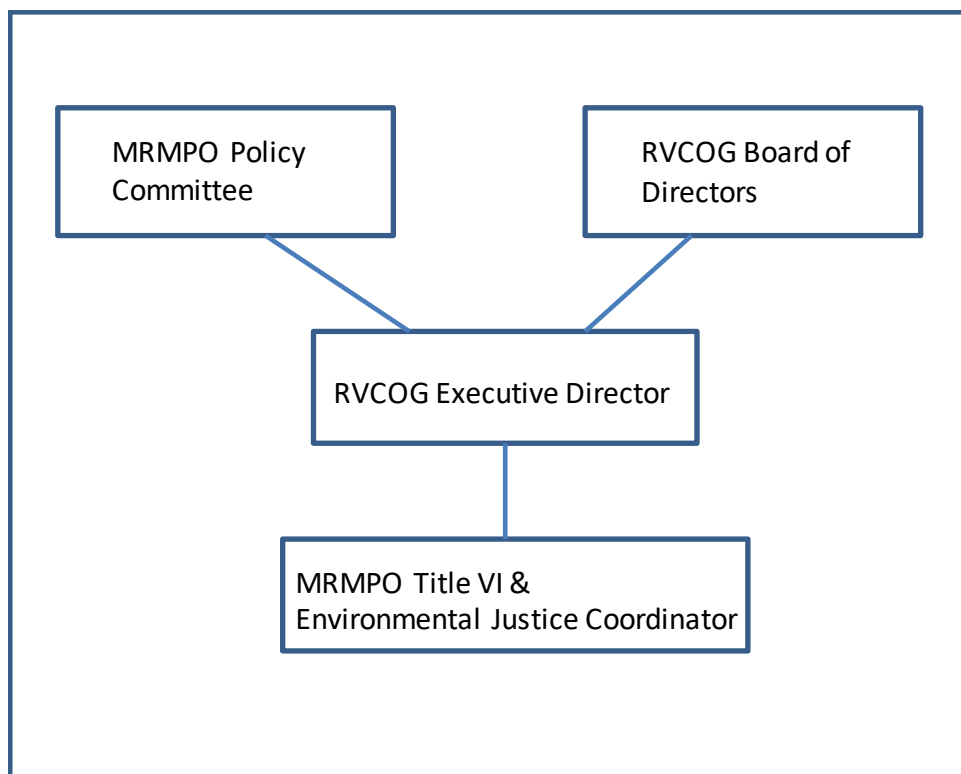 MRMPO Policy
Committee
RVCOG Board of
Directors
RVCOG Executive Director
MRMPO Title VI &
Environmental Justice Coordinator